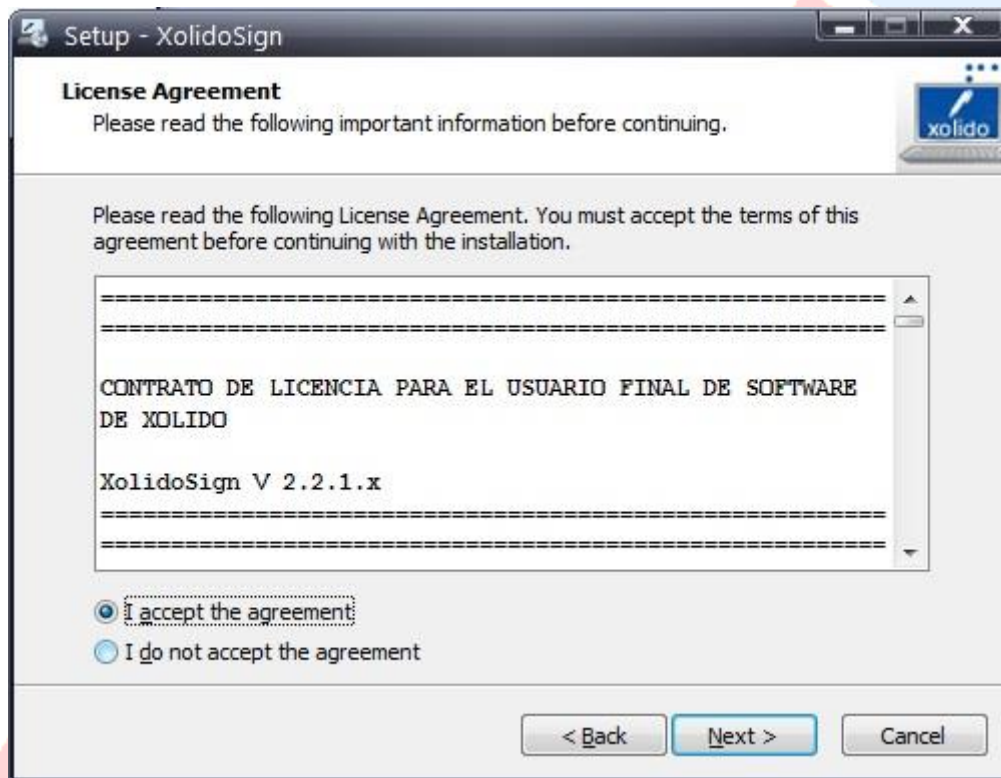 Setup - XolidoSign
License Agreement
Please read the following important information before continuing.
xolido
Please read the following License Agreement. You must accept the terms of this
agreement before continuing with the installation.
========================================================
========================================================
CONTRATO DE LICENCIA PARA EL USUARIO FINAL DE SOFTWARE
DE XOLIDO
XolidoSign V 2.2.1.x
========================================================
========================================================
I accept the agreement
I do not accept the agreement
< Back
Next >
Cancel